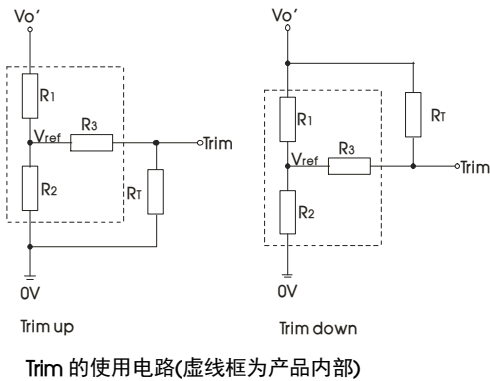 Vo'
R1
Vref
R3
Trim
R2
RT
0V
Trim up
Vo'
R1
RT
Vref
R3
Trim
R2
0V
Trim down
Trim 的使用电路(虚线框为产品内部)